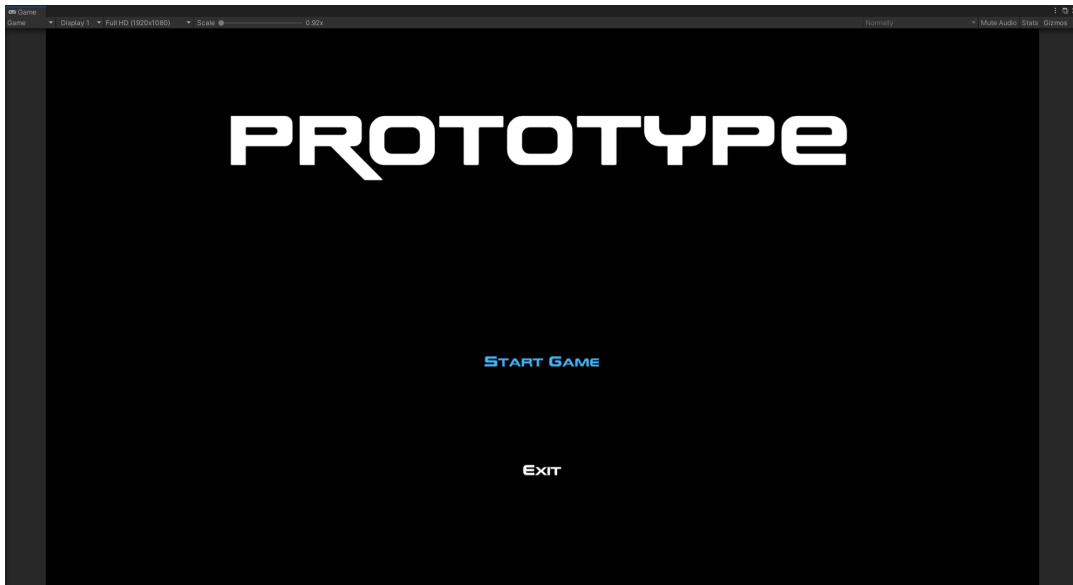 Game
Game Display 1 Full HD (1920x1080) Scale 0.92x Normally Mute Audio Stats Gizmos
PROTOTYPE
START GAME
EXIT